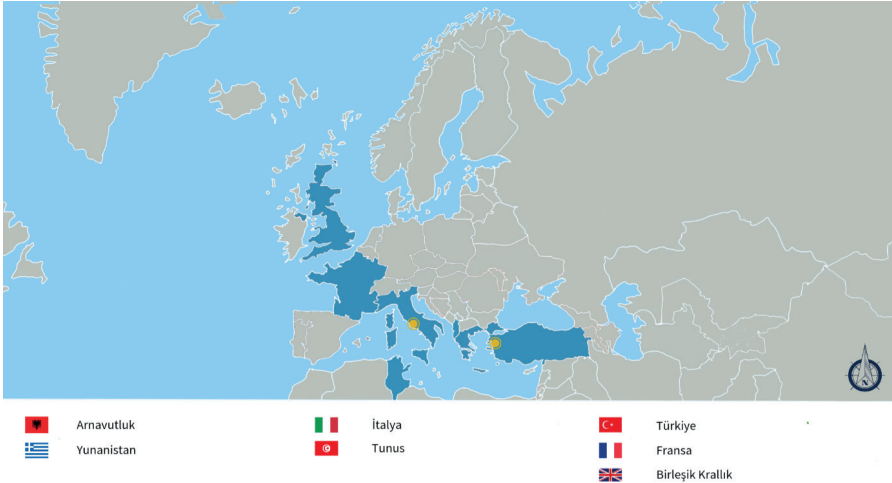 N
Arnavutluk
Yunanistan
İtalya
Tunus
Türkiye
Fransa
Birleşik Krallık